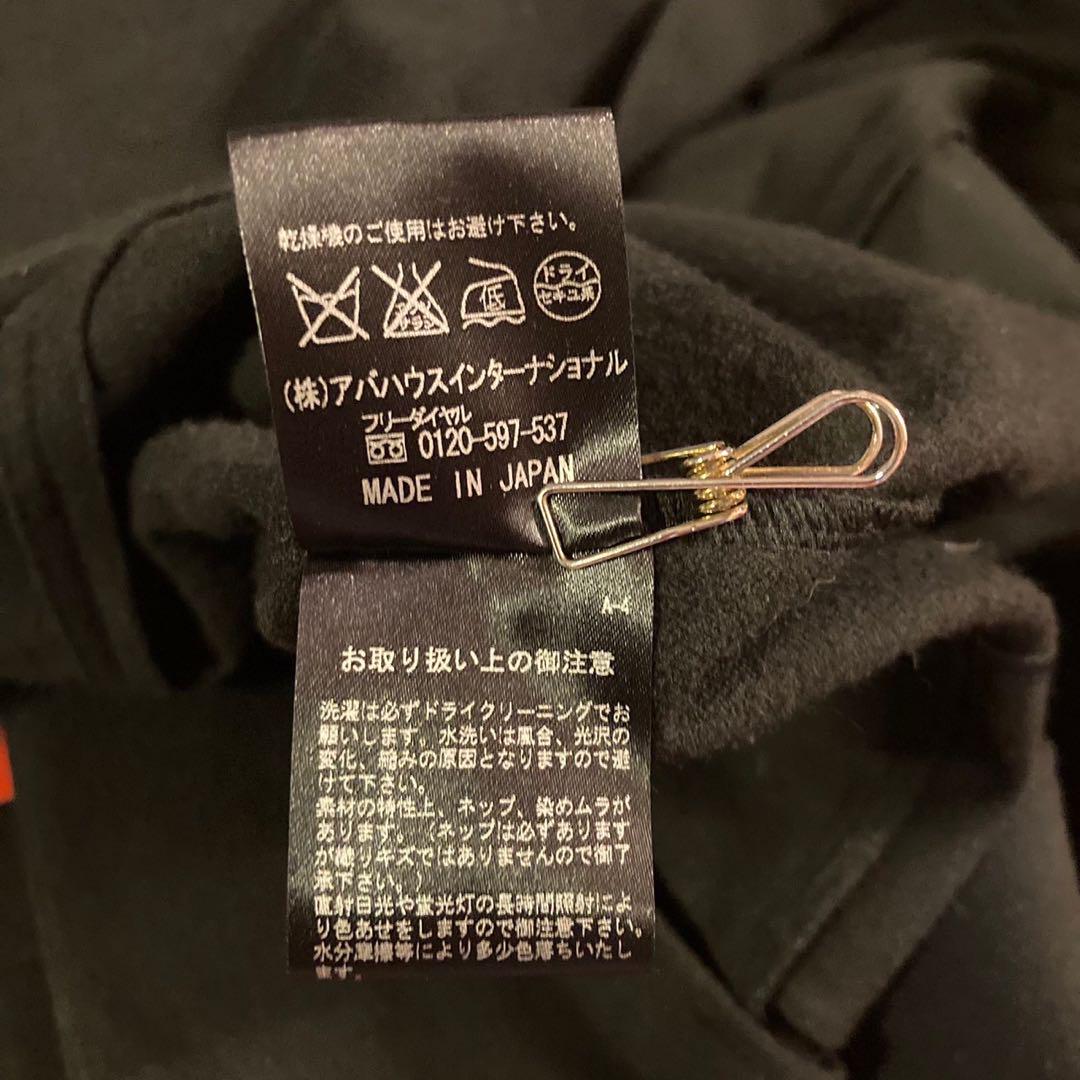 乾燥機のご使用はお避け下さい。
エンソ
サラシ
低
ドライ
セキユ系
(株)アバハウスインターナショナル
フリーダイヤル
0120-597-537
MADE IN JAPAN
A-4
お取り扱い上の御注意
洗濯は必ずドライクリーニングでお
願いします。水洗いは風合、光沢の
変化、縮みの原因となりますので避
けて下さい。
素材の特性上、ネップ、染めムラが
あります。(ネップは必ずあります
が織りキズではありませんので御了
承下さい。)
直射日光や蛍光灯の長時間照射によ
り色あせをしますので御注意下さい。
水分摩擦等により多少色落ちいたし
ます。